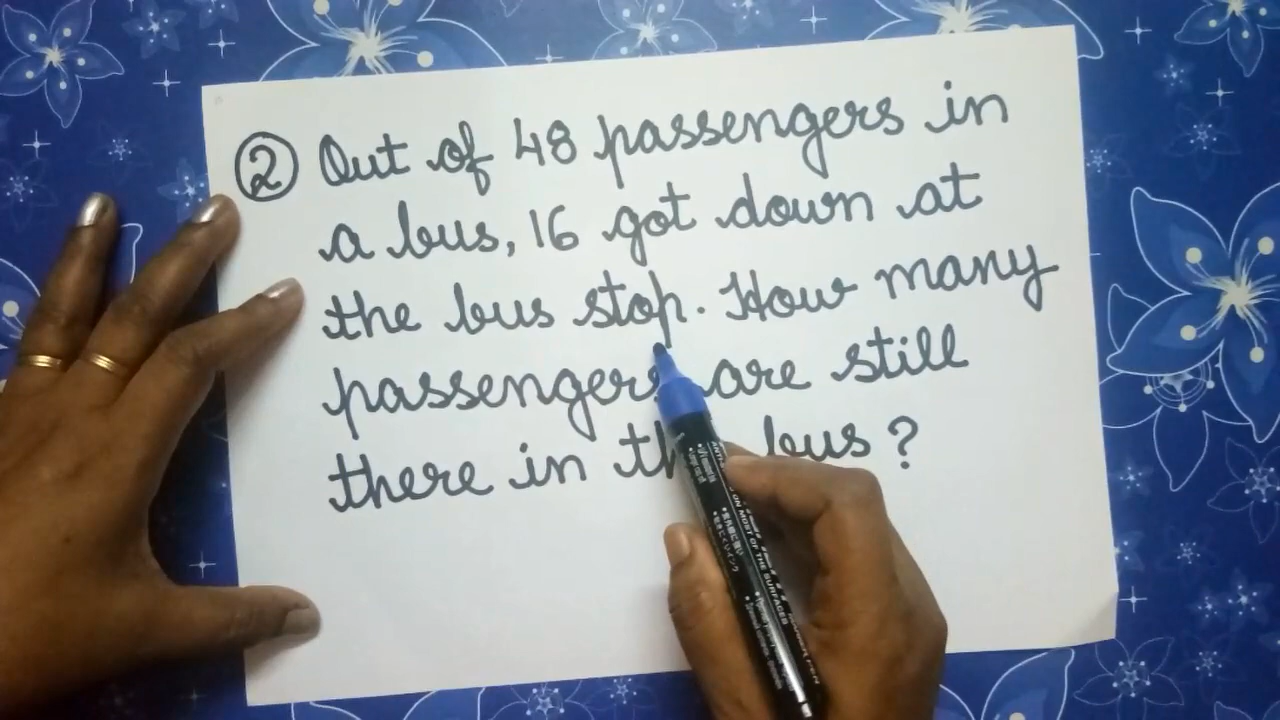 ② Out of 48 passengers in
a bus, 16 got down at
the bus stop. How many
passengers are still
there in the bus?